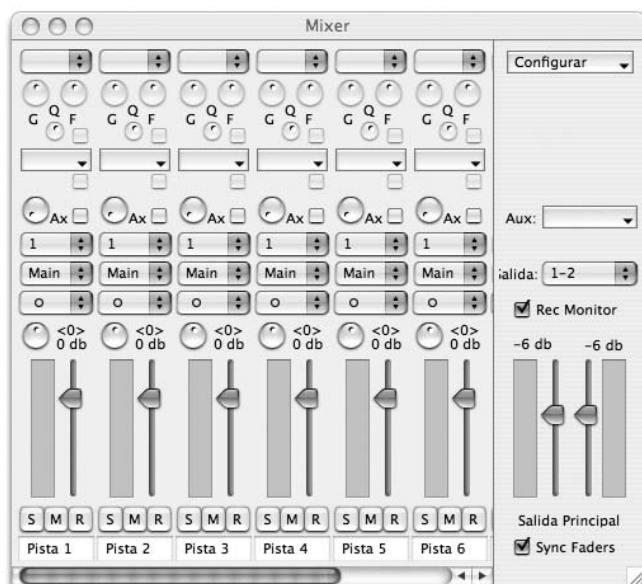 Mixer
Configurar
G Q F G Q F G Q F G Q F G Q F G Q F
Ax Ax Ax Ax Ax Ax Aux:
1 1 1 1 1 1
Main Main Main Main Main Main alida: 1-2
o o o o o o Rec Monitor
<0> <0> <0> <0> <0> <0>
0 db 0 db 0 db 0 db 0 db 0 db -6 db -6 db
S M R S M R S M R S M R S M R S M R Salida Principal
Pista 1 Pista 2 Pista 3 Pista 4 Pista 5 Pista 6 Sync Faders